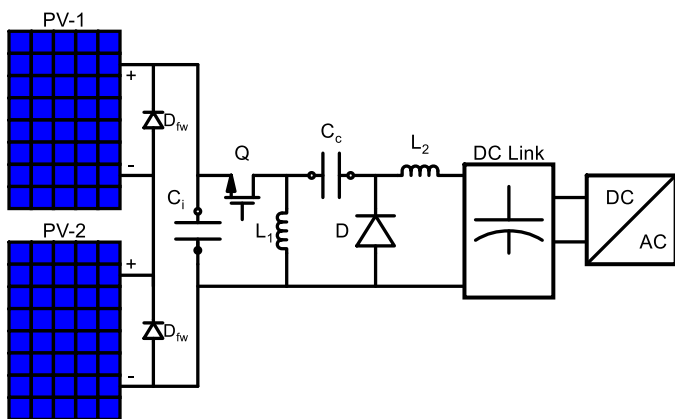 PV-1
+
D_fw
-
C_i
Q
L_1
C_c
D
L_2
DC Link
DC
AC
PV-2
+
D_fw
-